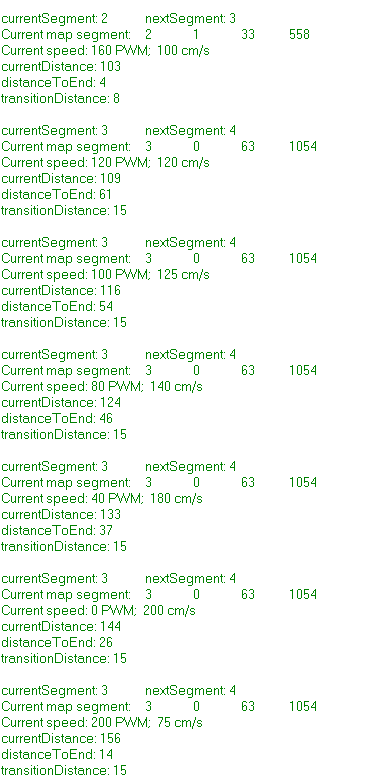 currentSegment: 2 nextSegment: 3
Current map segment: 2 1 33 558
Current speed: 160 PWM; 100 cm/s
currentDistance: 103
distanceToEnd: 4
transitionDistance: 8
currentSegment: 3 nextSegment: 4
Current map segment: 3 0 63 1054
Current speed: 120 PWM; 120 cm/s
currentDistance: 109
distanceToEnd: 61
transitionDistance: 15
currentSegment: 3 nextSegment: 4
Current map segment: 3 0 63 1054
Current speed: 100 PWM; 125 cm/s
currentDistance: 116
distanceToEnd: 54
transitionDistance: 15
currentSegment: 3 nextSegment: 4
Current map segment: 3 0 63 1054
Current speed: 80 PWM; 140 cm/s
currentDistance: 124
distanceToEnd: 46
transitionDistance: 15
currentSegment: 3 nextSegment: 4
Current map segment: 3 0 63 1054
Current speed: 40 PWM; 180 cm/s
currentDistance: 133
distanceToEnd: 37
transitionDistance: 15
currentSegment: 3 nextSegment: 4
Current map segment: 3 0 63 1054
Current speed: 0 PWM; 200 cm/s
currentDistance: 144
distanceToEnd: 26
transitionDistance: 15
currentSegment: 3 nextSegment: 4
Current map segment: 3 0 63 1054
Current speed: 200 PWM; 75 cm/s
currentDistance: 156
distanceToEnd: 14
transitionDistance: 15